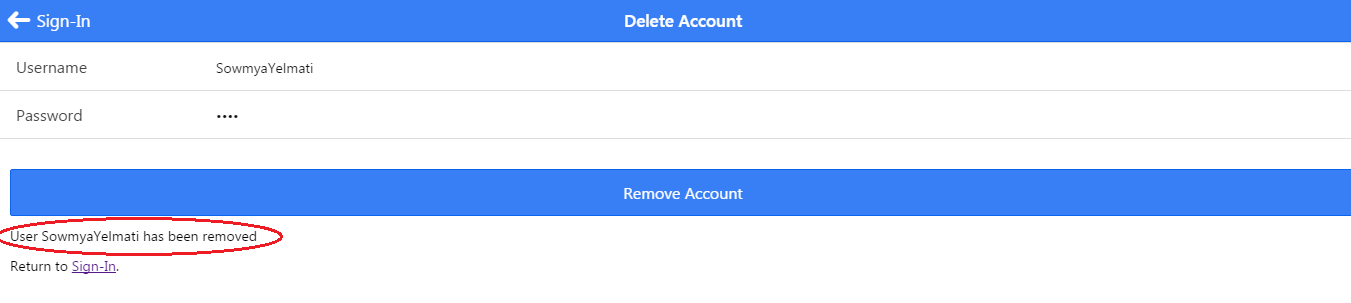 Sign-In Delete Account
Username SowmyaYelmati
Password ••••
Remove Account
User SowmyaYelmati has been removed
Return to Sign-In.